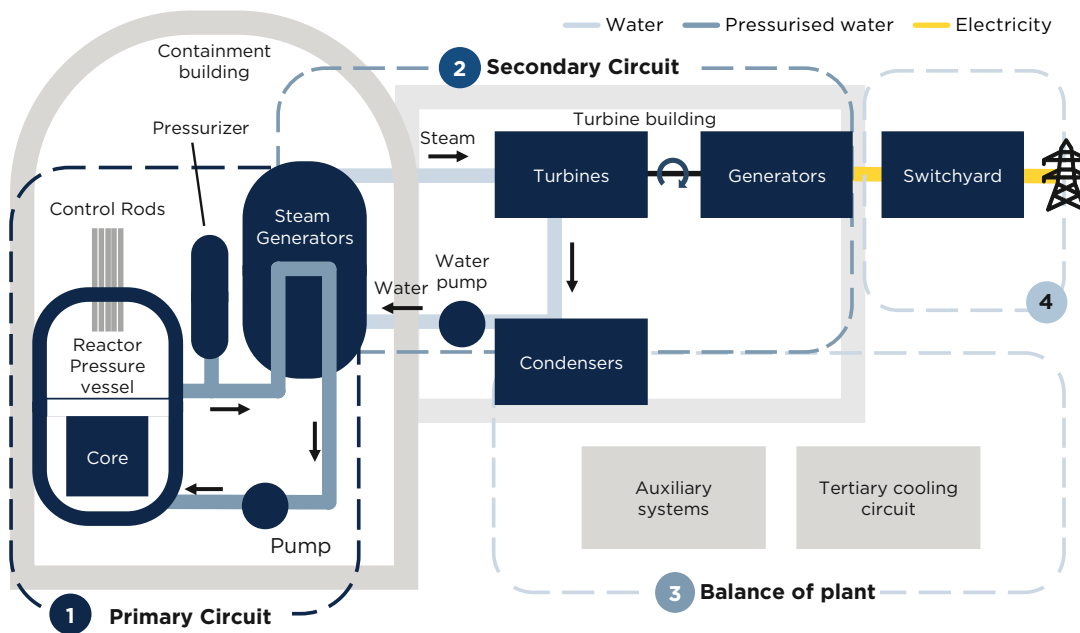 Water
Pressurised water
Electricity
Containment
building
2 Secondary Circuit
Pressurizer
Steam
Turbine building
Turbines
Generators
Switchyard
Control Rods
Steam
Generators
Water
pump
Water
4
Reactor
Pressure
vessel
Condensers
Core
Auxiliary
systems
Tertiary cooling
circuit
Pump
3 Balance of plant
1 Primary Circuit